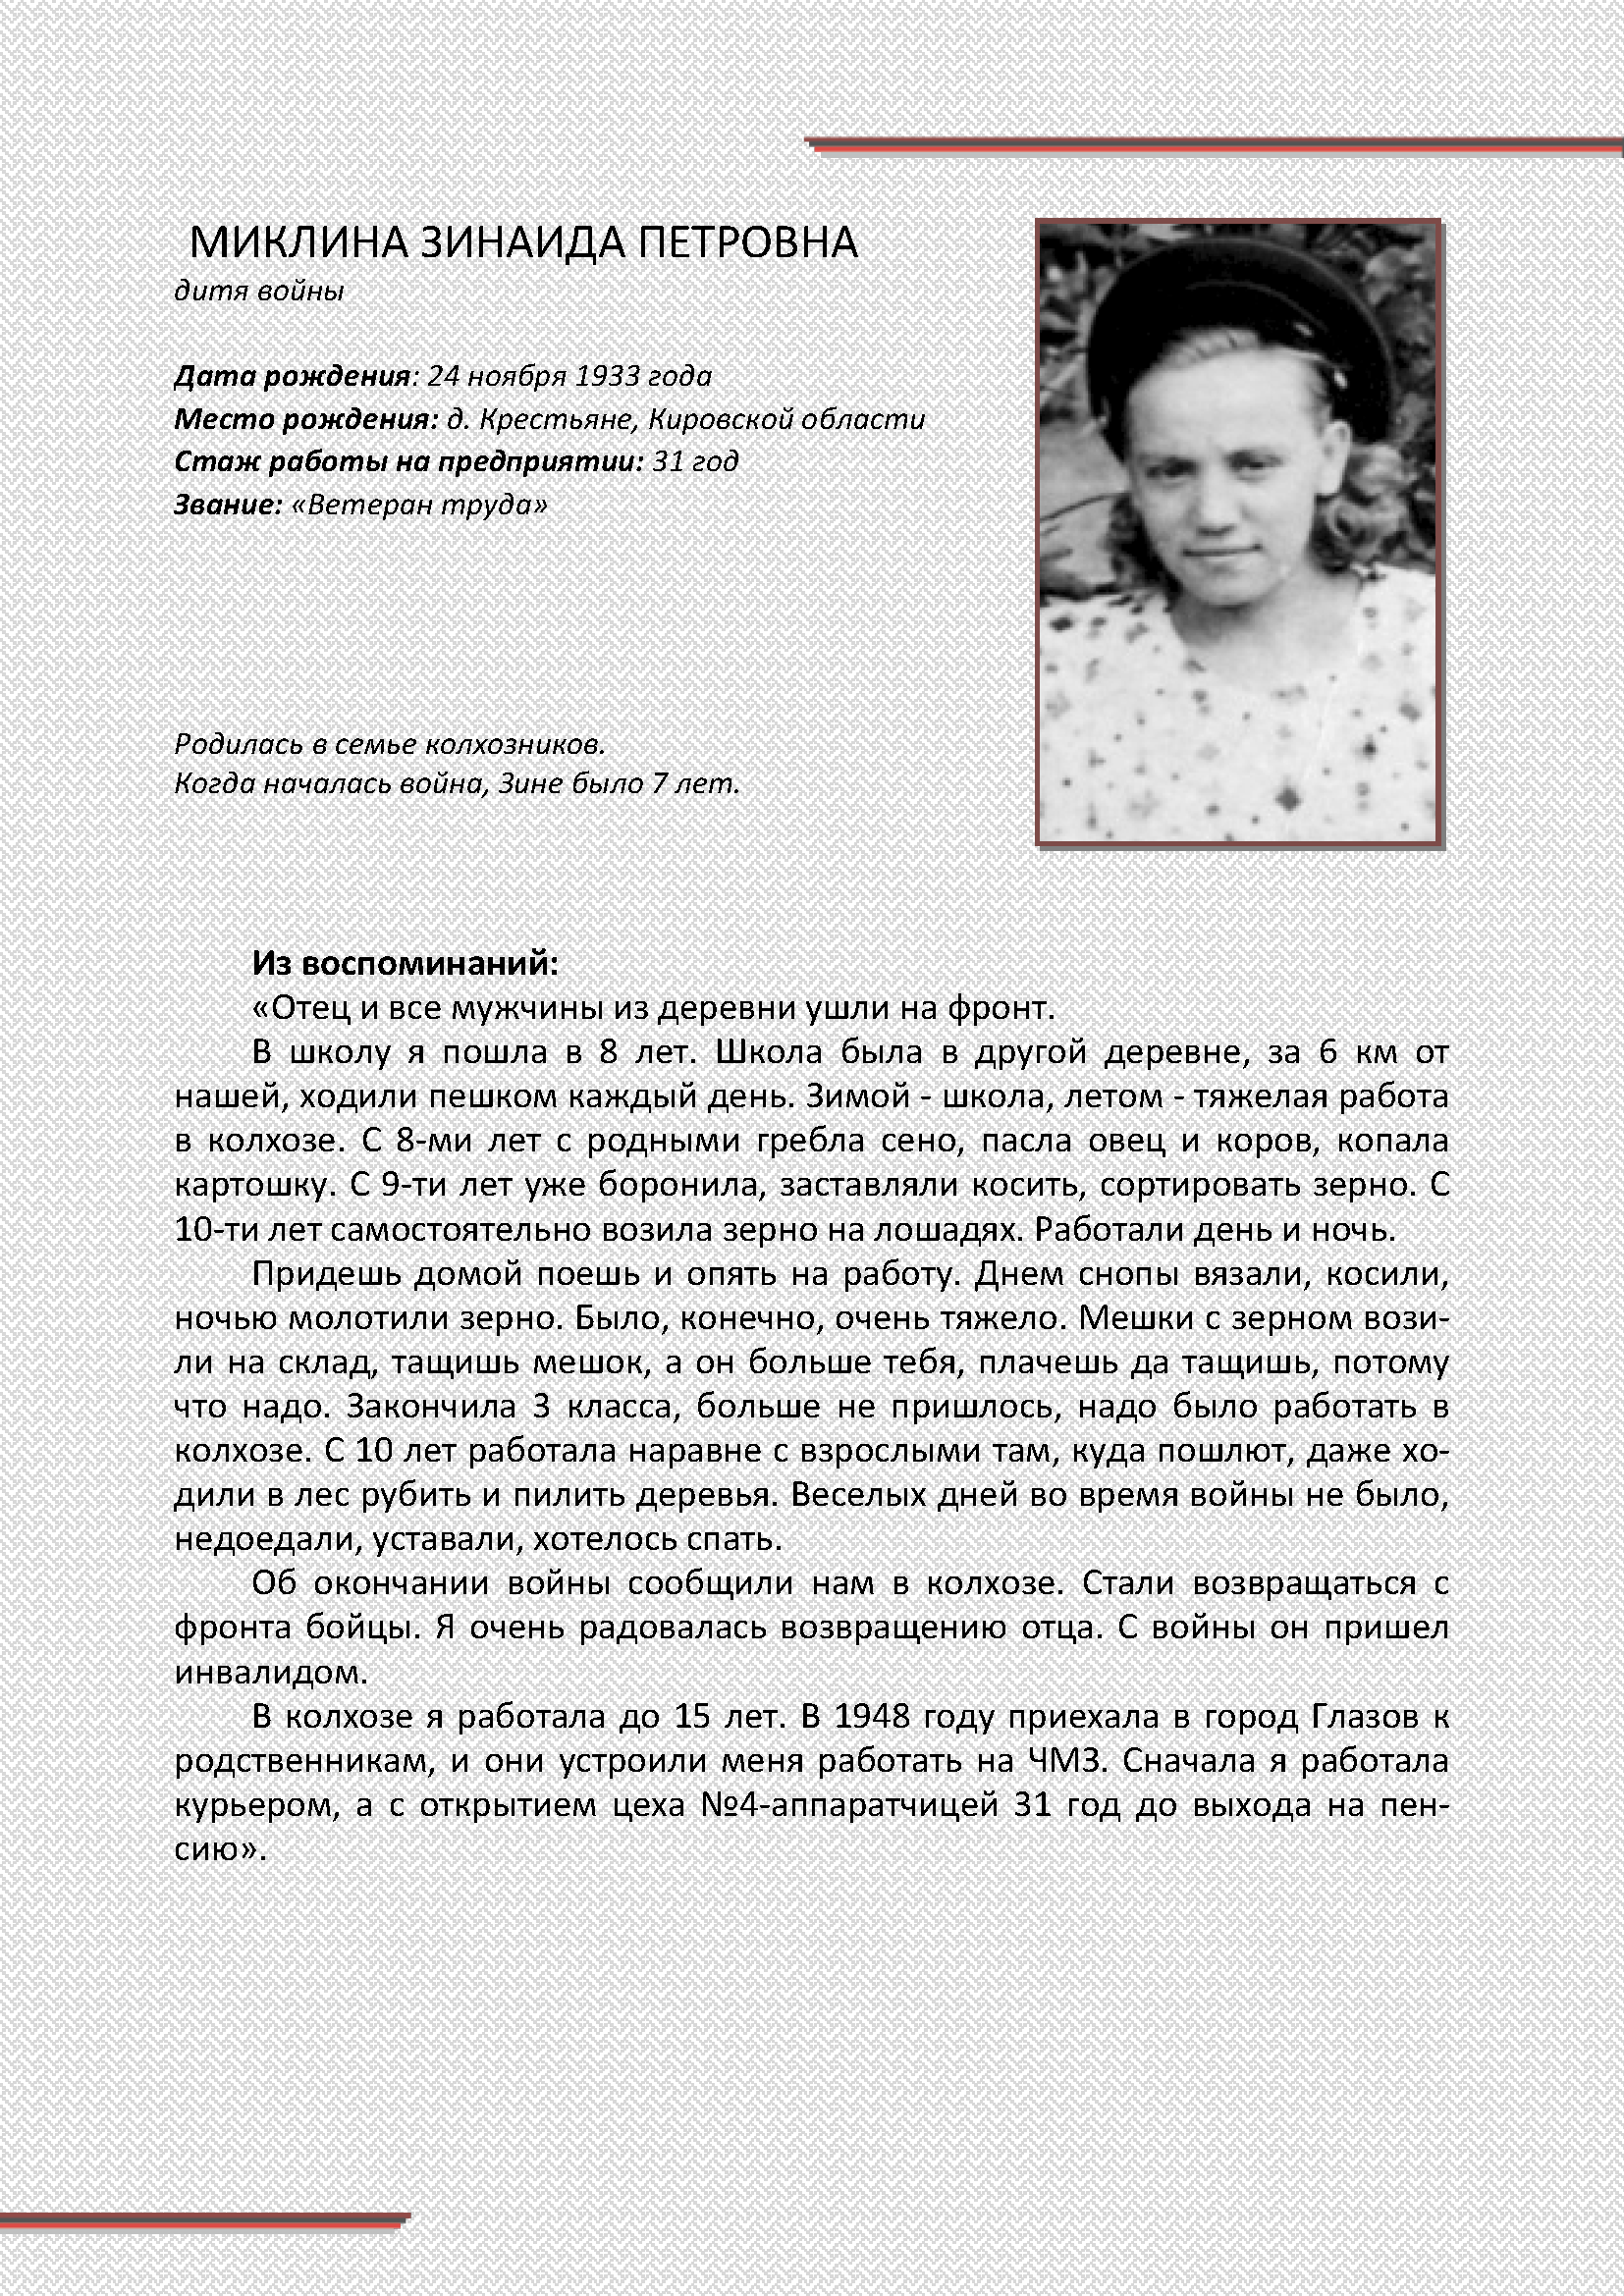 МИКЛИНА ЗИНАИДА ПЕТРОВНА
дитя войны
Дата рождения: 24 ноября 1933 года
Место рождения: д. Крестьяне, Кировской области
Стаж работы на предприятии: 31 год
Звание: «Ветеран труда»
Родилась в семье колхозников.
Когда началась война, Зине было 7 лет.
Из воспоминаний:
«Отец и все мужчины из деревни ушли на фронт.
В школу я пошла в 8 лет. Школа была в другой деревне, за 6 км от
нашей, ходили пешком каждый день. Зимой - школа, летом - тяжелая работа
в колхозе. С 8-ми лет с родными гребла сено, пасла овец и коров, копала
картошку. С 9-ти лет уже боронила, заставляли косить, сортировать зерно. С
10-ти лет самостоятельно возила зерно на лошадях. Работали день и ночь.
Придешь домой поешь и опять на работу. Днем снопы вязали, косили,
ночью молотили зерно. Было, конечно, очень тяжело. Мешки с зерном вози-
ли на склад, тащишь мешок, а он больше тебя, плачешь да тащишь, потому
что надо. Закончила 3 класса, больше не пришлось, надо было работать в
колхозе. С 10 лет работала наравне с взрослыми там, куда пошлют, даже хо-
дили в лес рубить и пилить деревья. Веселых дней во время войны не было,
недоедали, уставали, хотелось спать.
Об окончании войны сообщили нам в колхозе. Стали возвращаться с
фронта бойцы. Я очень радовалась возвращению отца. С войны он пришел
инвалидом.
В колхозе я работала до 15 лет. В 1948 году приехала в город Глазов к
родственникам, и они устроили меня работать на ЧМЗ. Сначала я работала
курьером, а с открытием цеха №4-аппаратчицей 31 год до выхода на пен-
сию».